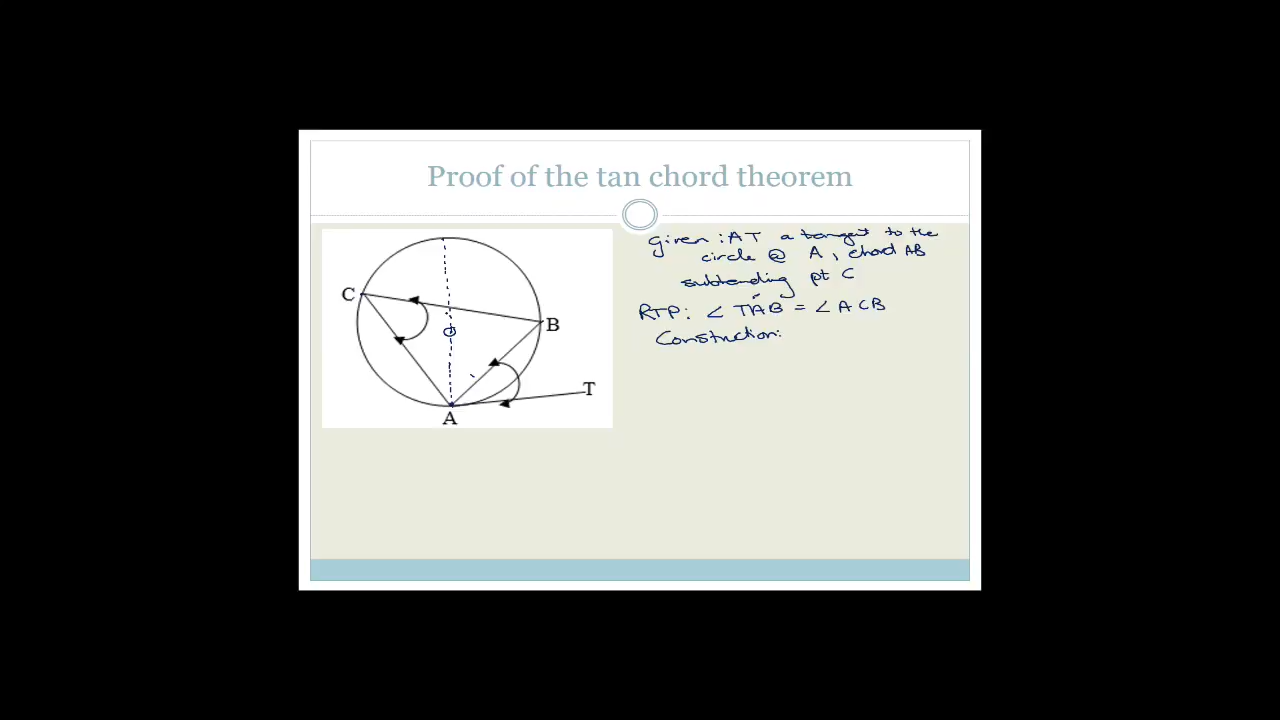 Proof of the tan chord theorem
C
B
T
A
O
given : AT a tangent to the
circle @ A, chord AB
subtending pt C
RTP: ∠ TÂB = ∠ ACB
Construction: